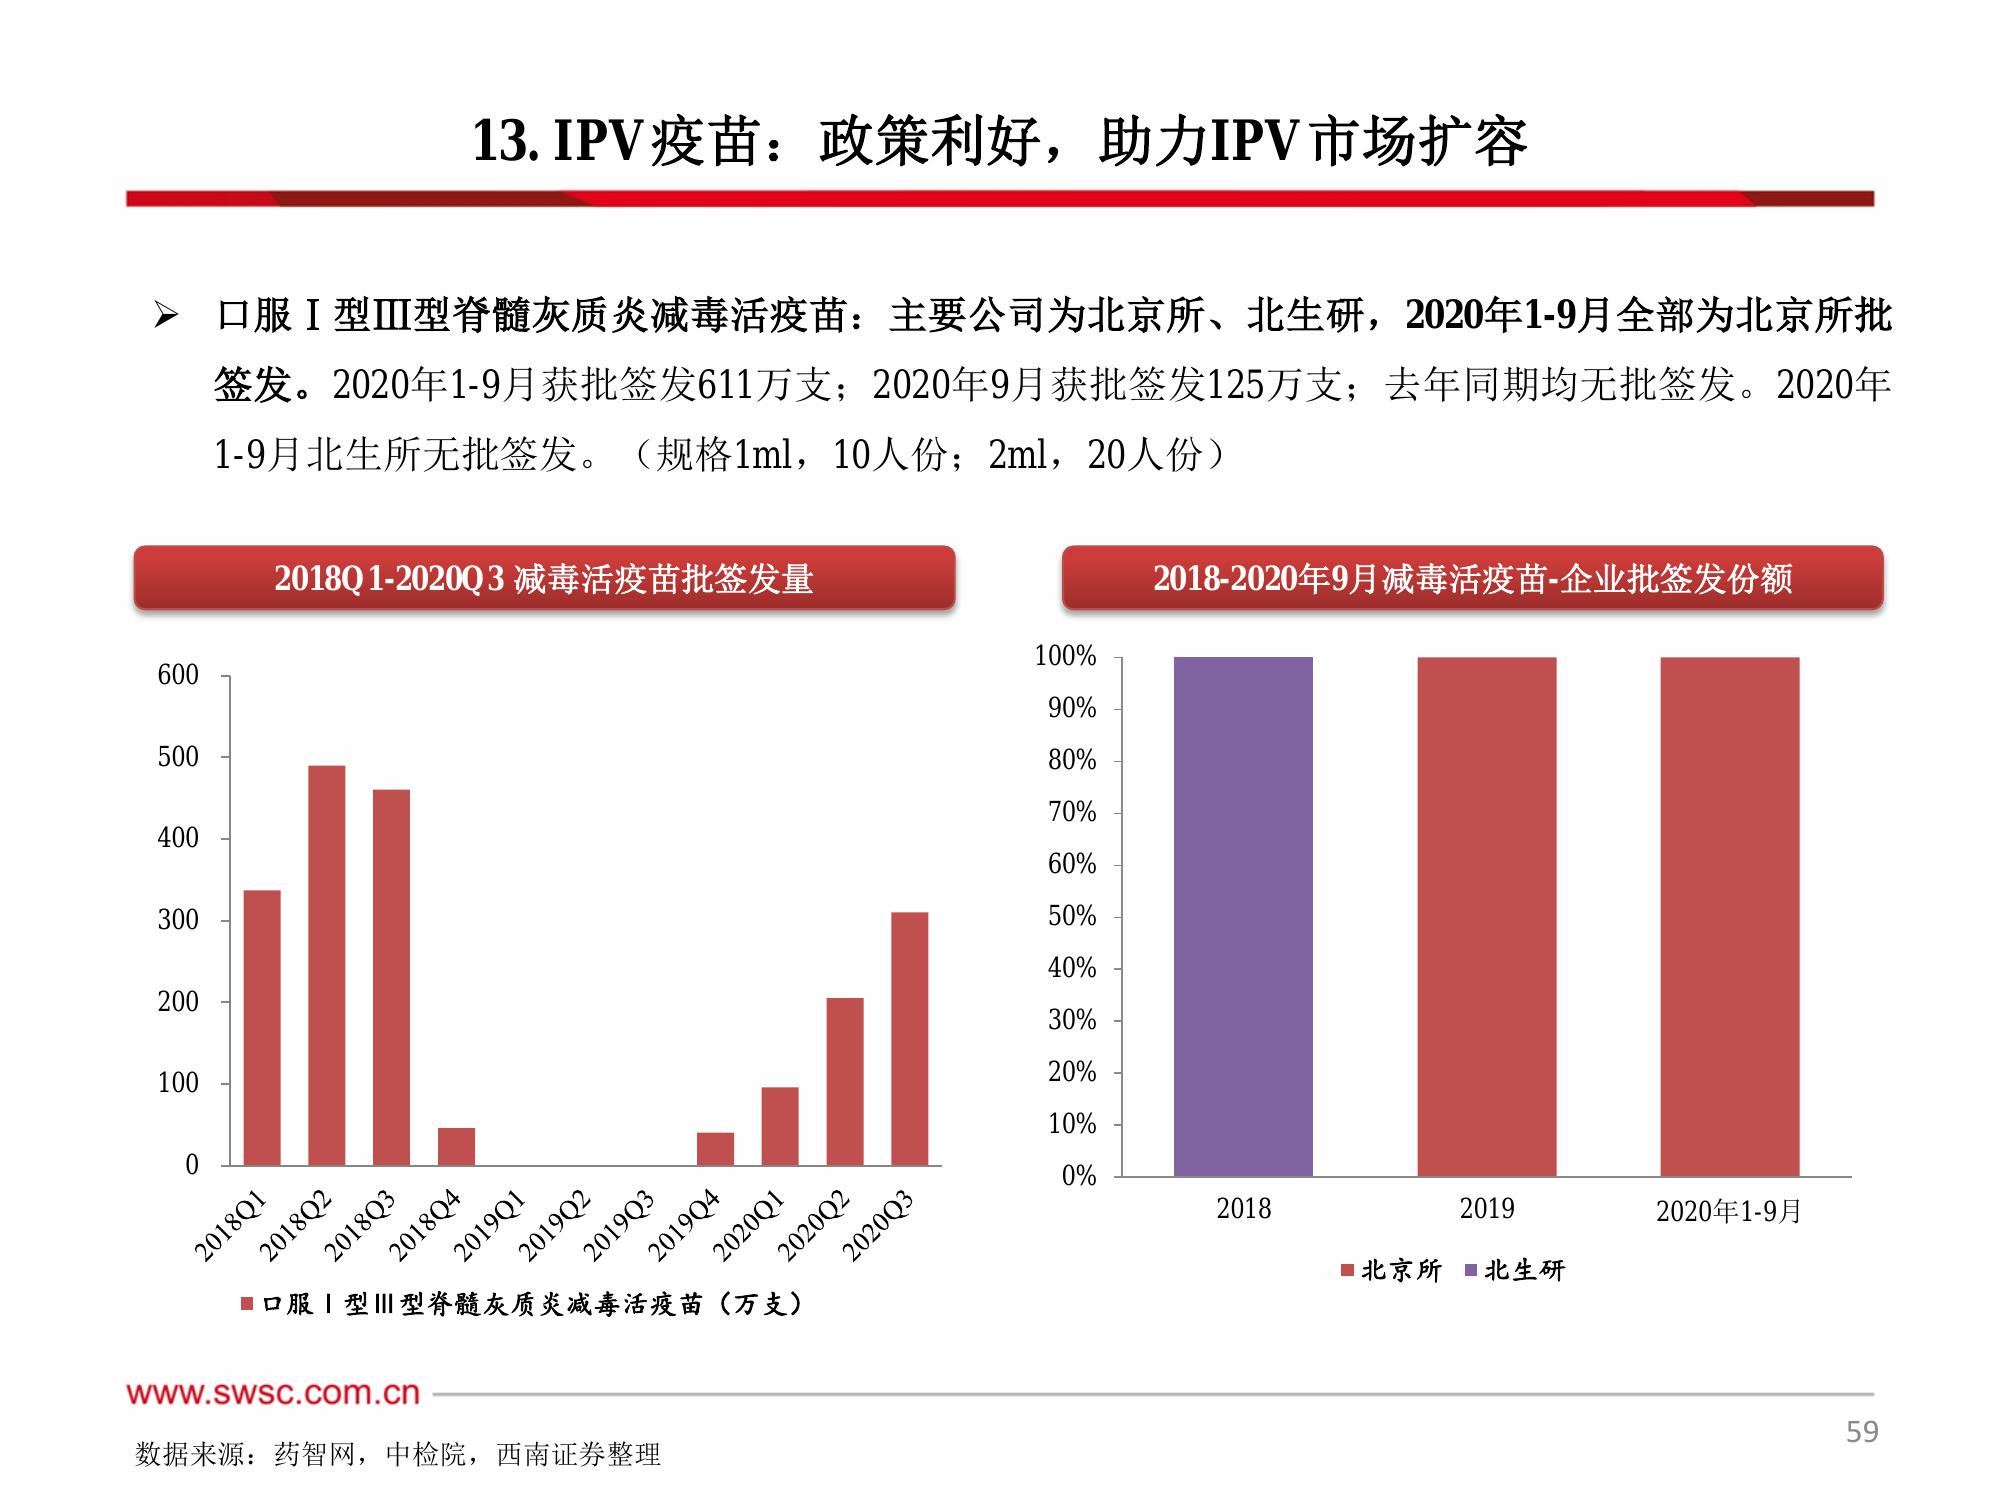 13. IPV疫苗：政策利好，助力IPV市场扩容
➢ 口服Ⅰ型Ⅲ型脊髓灰质炎减毒活疫苗：主要公司为北京所、北生研，2020年1-9月全部为北京所批
签发。2020年1-9月获批签发611万支；2020年9月获批签发125万支；去年同期均无批签发。2020年
1-9月北生所无批签发。（规格1ml，10人份；2ml，20人份）
2018Q1-2020Q3 减毒活疫苗批签发量
600
500
400
300
200
100
0
2018Q1
2018Q2
2018Q3
2018Q4
2019Q1
2019Q2
2019Q3
2019Q4
2020Q1
2020Q2
2020Q3
口服Ⅰ型Ⅲ型脊髓灰质炎减毒活疫苗（万支）
2018-2020年9月减毒活疫苗-企业批签发份额
100%
90%
80%
70%
60%
50%
40%
30%
20%
10%
0%
2018
2019
2020年1-9月
北京所 北生研
www.swsc.com.cn
59
数据来源：药智网，中检院，西南证券整理